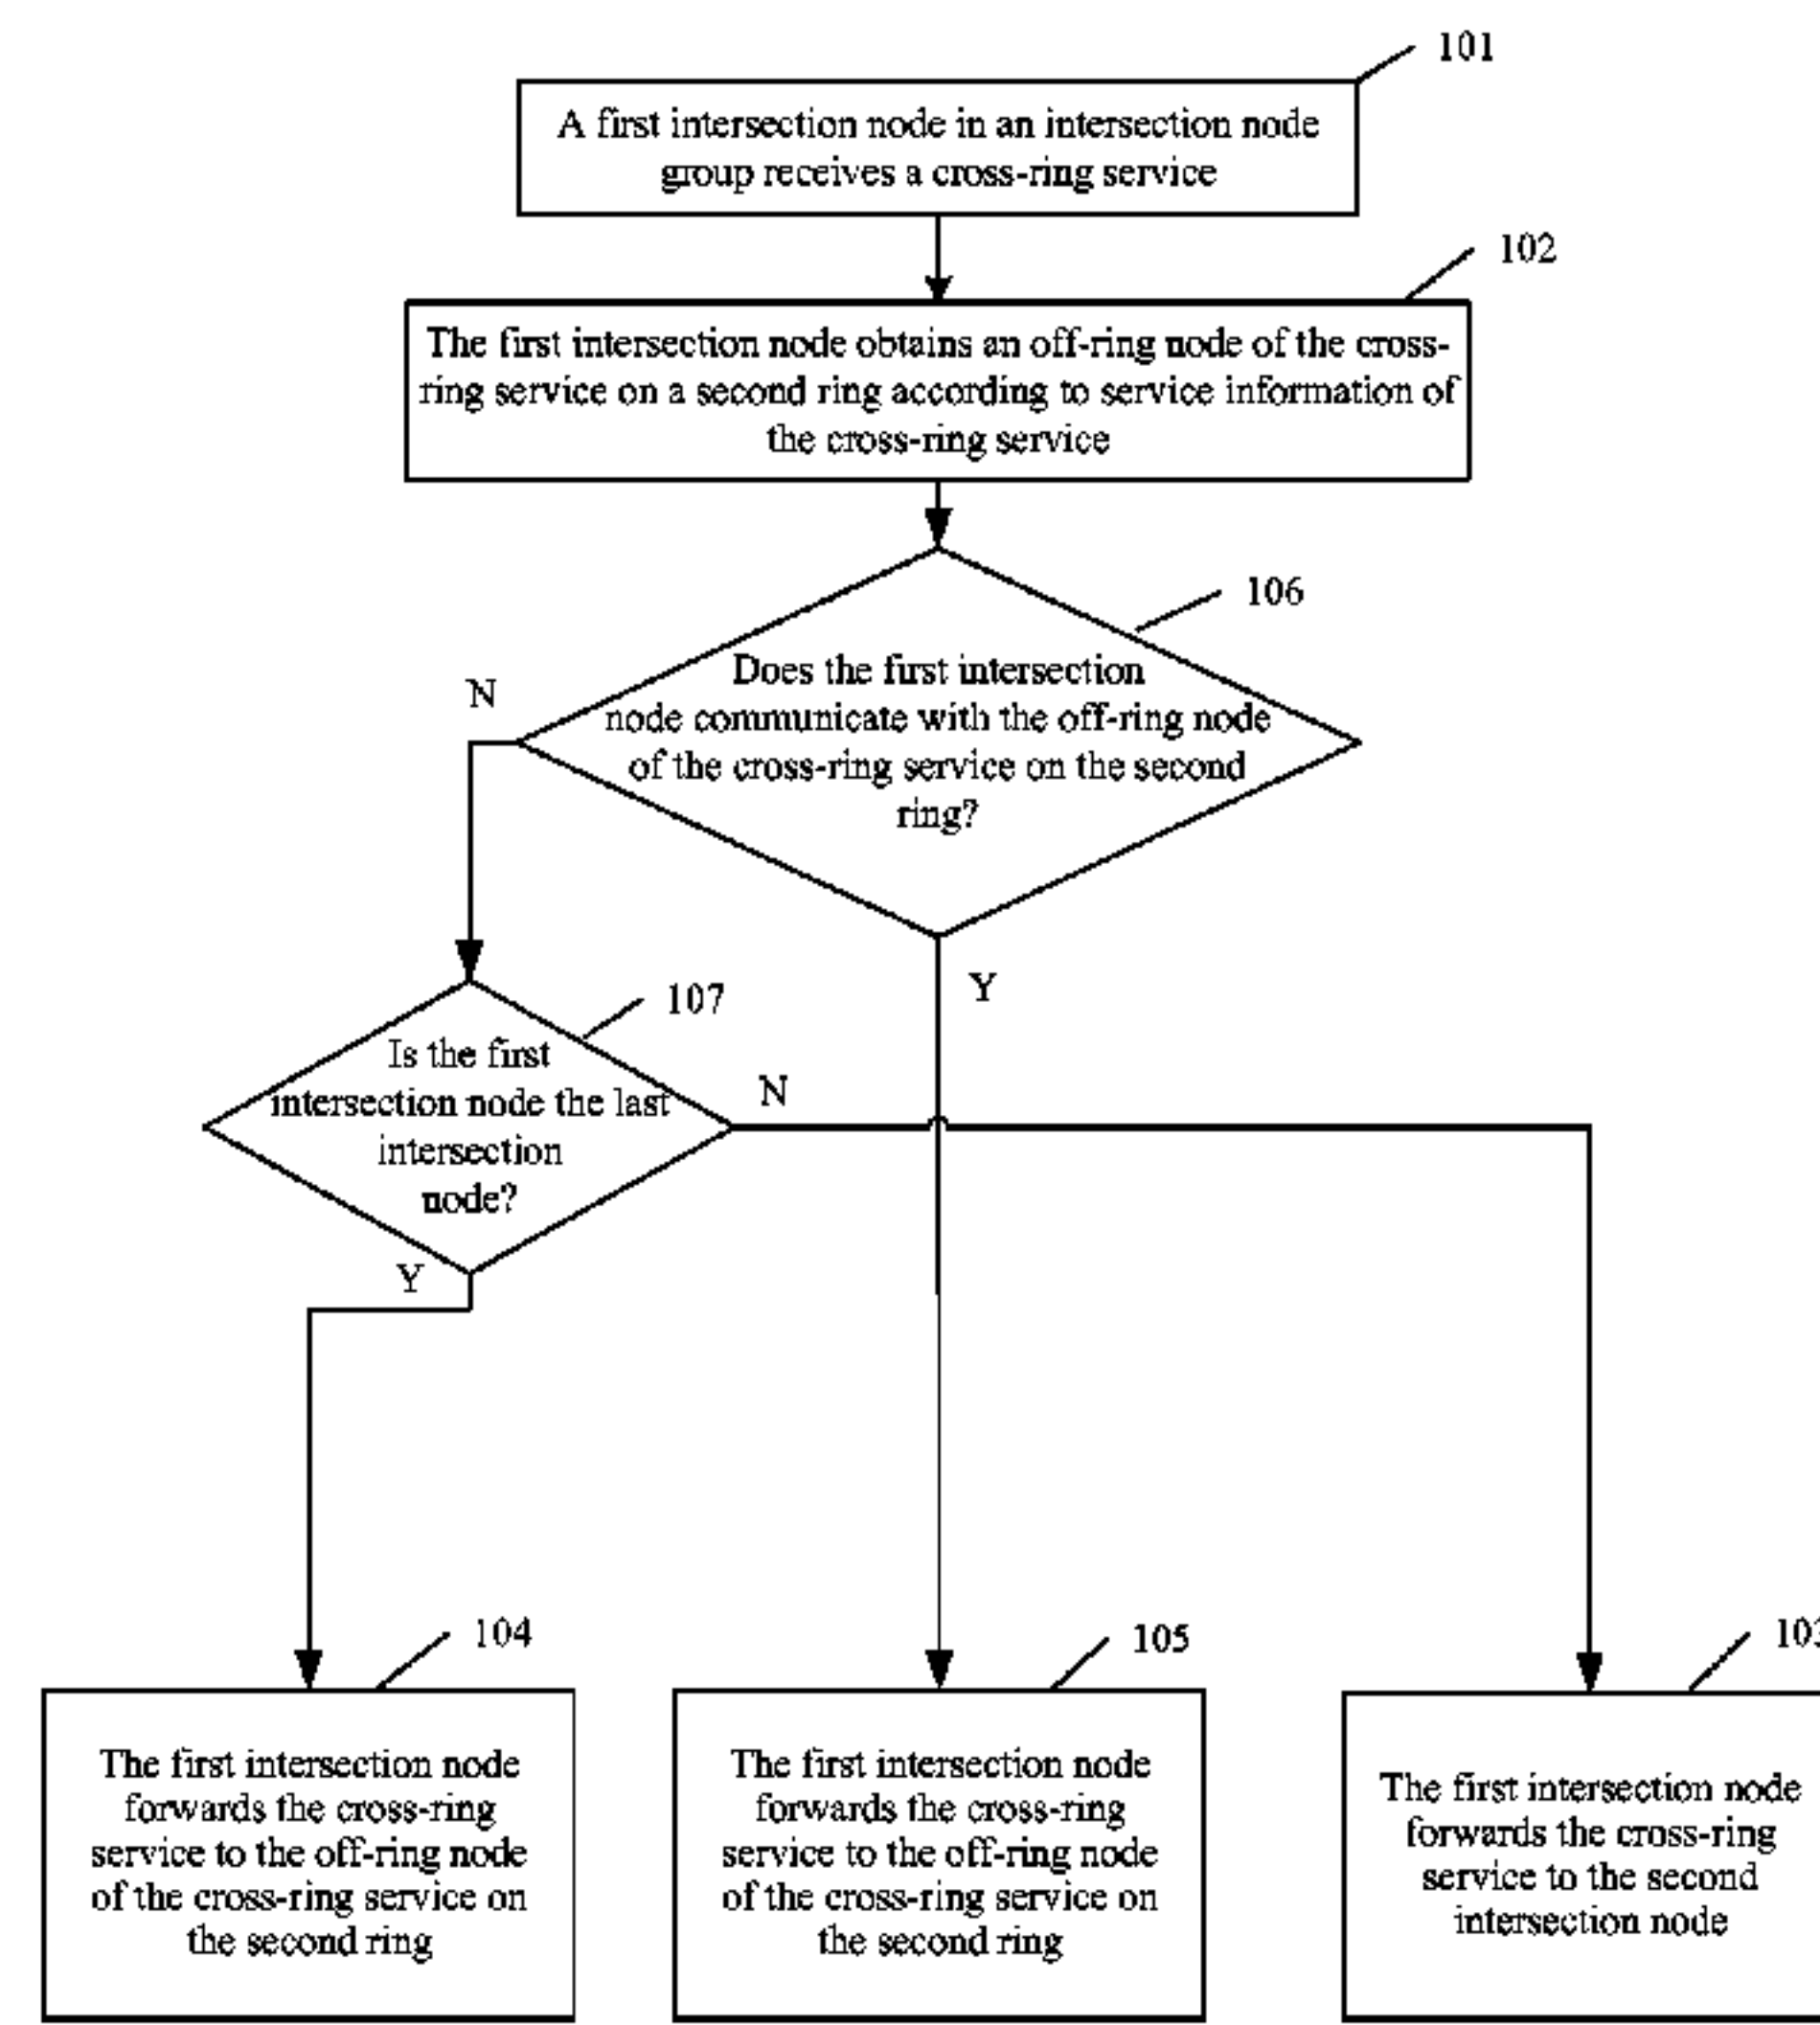 101
A first intersection node in an intersection node
group receives a cross-ring service
102
The first intersection node obtains an off-ring node of the cross-
ring service on a second ring according to service information of
the cross-ring service
106
Does the first intersection
node communicate with the off-ring node
of the cross-ring service on the second
ring?
N
Y
107
Is the first
intersection node the last
intersection
node?
N
Y
104
The first intersection node
forwards the cross-ring
service to the off-ring node
of the cross-ring service on
the second ring
105
The first intersection node
forwards the cross-ring
service to the off-ring node
of the cross-ring service on
the second ring
103
The first intersection node
forwards the cross-ring
service to the second
intersection node